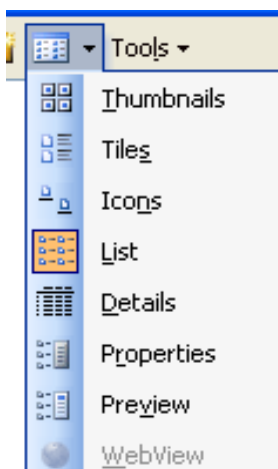 Tools
Thumbnails
Tiles
Icons
List
Details
Properties
Preview
WebView